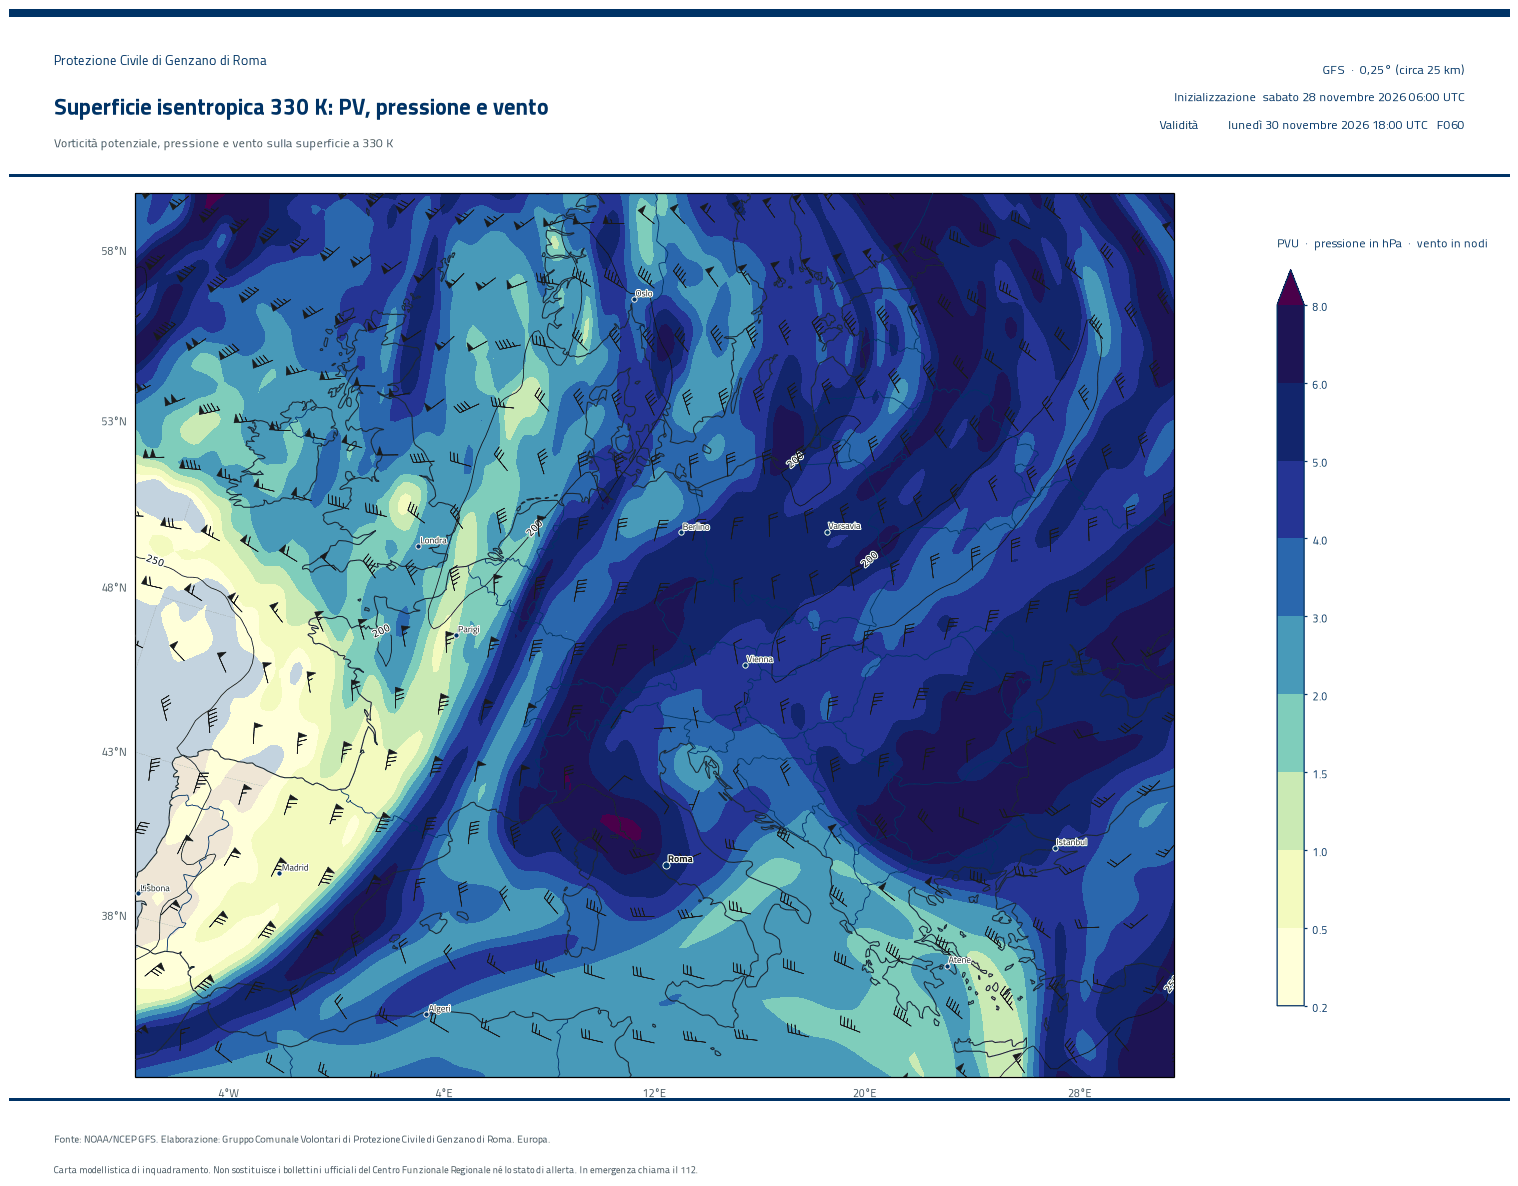 Protezione Civile di Genzano di Roma
Superficie isentropica 330 K: PV, pressione e vento
Vorticità potenziale, pressione e vento sulla superficie a 330 K
GFS · 0,25° (circa 25 km)
Inizializzazione sabato 28 novembre 2026 06:00 UTC
Validità lunedì 30 novembre 2026 18:00 UTC F060
PVU · pressione in hPa · vento in nodi
8.0
6.0
5.0
4.0
3.0
2.0
1.5
1.0
0.5
0.2
58°N
53°N
48°N
43°N
38°N
4°W
4°E
12°E
20°E
28°E
Oslo
200
200
Berlino
Varsavia
Londra
250
200
200
Parigi
Vienna
Istanbul
Roma
Madrid
Lisbona
Atene
Algeri
Fonte: NOAA/NCEP GFS. Elaborazione: Gruppo Comunale Volontari di Protezione Civile di Genzano di Roma. Europa.
Carta modellistica di inquadramento. Non sostituisce i bollettini ufficiali del Centro Funzionale Regionale né lo stato di allerta. In emergenza chiama il 112.